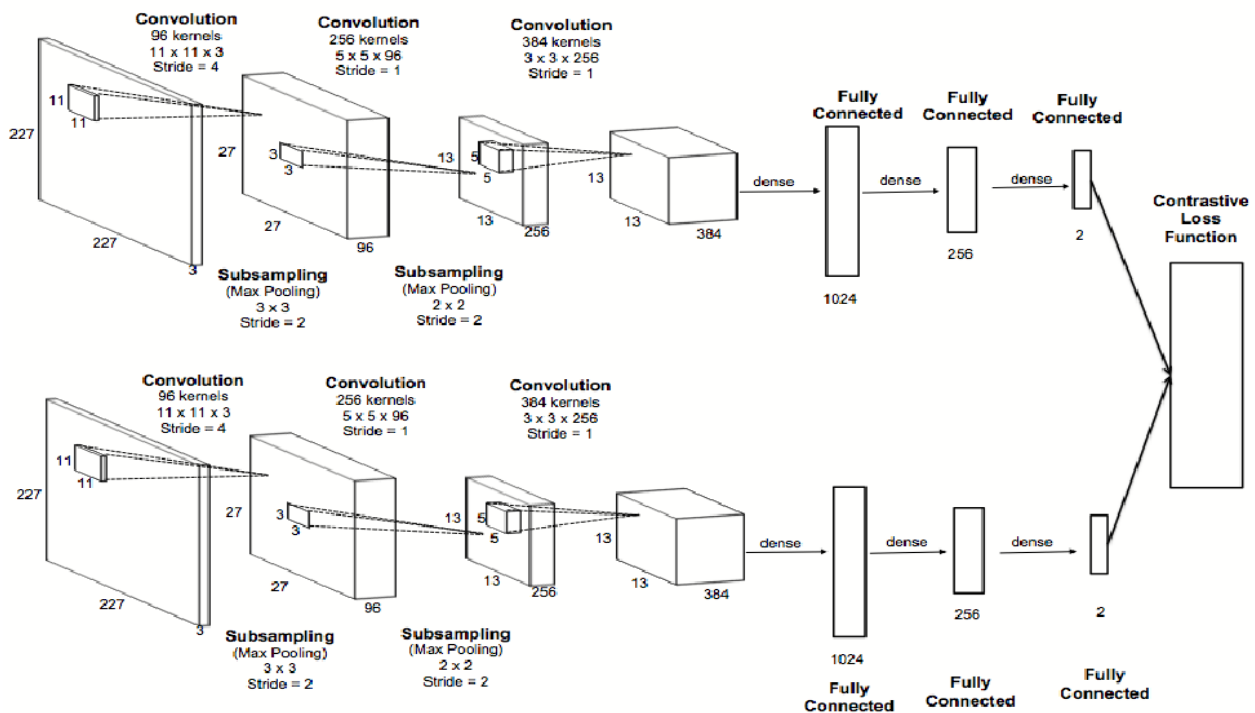 Convolution
96 kernels
11 x 11 x 3
Stride = 4
Convolution
256 kernels
5 x 5 x 96
Stride = 1
Convolution
384 kernels
3 x 3 x 256
Stride = 1
11
11
227
227
3
27
27
3
3
96
13
13
5
5
256
13
13
384
Subsampling
(Max Pooling)
3 x 3
Stride = 2
Subsampling
(Max Pooling)
2 x 2
Stride = 2
dense
Fully
Connected
1024
dense
Fully
Connected
256
dense
Fully
Connected
2
Contrastive
Loss
Function
Convolution
96 kernels
11 x 11 x 3
Stride = 4
Convolution
256 kernels
5 x 5 x 96
Stride = 1
Convolution
384 kernels
3 x 3 x 256
Stride = 1
11
11
227
227
3
27
27
3
3
96
13
13
5
5
256
13
13
384
Subsampling
(Max Pooling)
3 x 3
Stride = 2
Subsampling
(Max Pooling)
2 x 2
Stride = 2
dense
1024
Fully
Connected
dense
256
Fully
Connected
dense
2
Fully
Connected